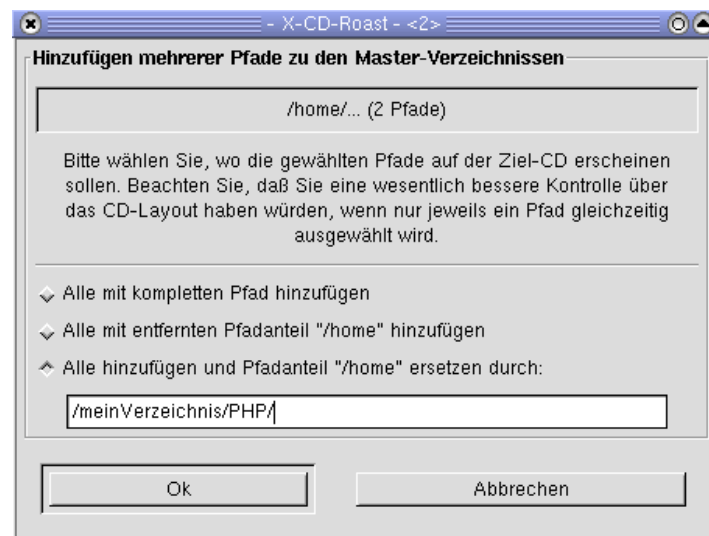 - X-CD-Roast - <2>
Hinzufügen mehrerer Pfade zu den Master-Verzeichnissen
/home/... (2 Pfade)
Bitte wählen Sie, wo die gewählten Pfade auf der Ziel-CD erscheinen
sollen. Beachten Sie, daß Sie eine wesentlich bessere Kontrolle über
das CD-Layout haben würden, wenn nur jeweils ein Pfad gleichzeitig
ausgewählt wird.
Alle mit kompletten Pfad hinzufügen
Alle mit entfernten Pfadanteil "/home" hinzufügen
Alle hinzufügen und Pfadanteil "/home" ersetzen durch:
/meinVerzeichnis/PHP/
Ok
Abbrechen